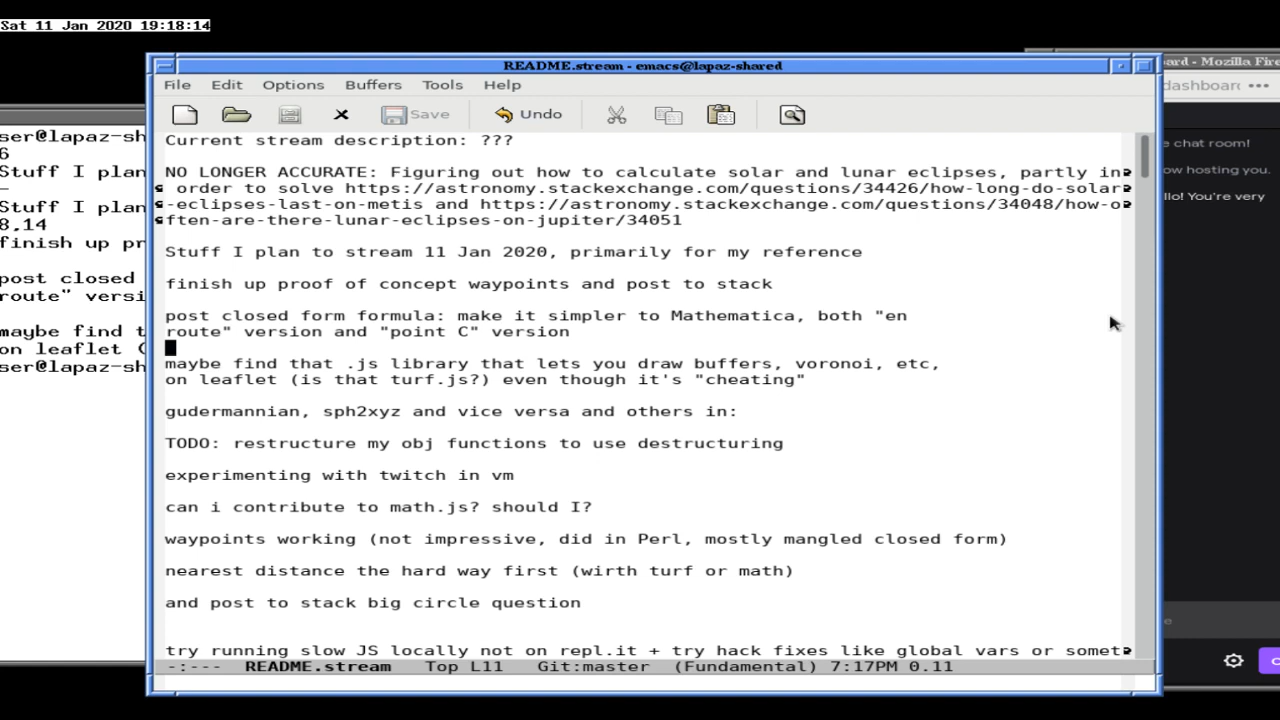 Sat 11 Jan 2020 19:18:14
README.stream - emacs@lapaz-shared
File Edit Options Buffers Tools Help
Save Undo
Current stream description: ???
NO LONGER ACCURATE: Figuring out how to calculate solar and lunar eclipses, partly in
order to solve https://astronomy.stackexchange.com/questions/34426/how-long-do-solar
-eclipses-last-on-metis and https://astronomy.stackexchange.com/questions/34048/how-o
ften-are-there-lunar-eclipses-on-jupiter/34051
Stuff I plan to stream 11 Jan 2020, primarily for my reference
finish up proof of concept waypoints and post to stack
post closed form formula: make it simpler to Mathematica, both "en
route" version and "point C" version
maybe find that .js library that lets you draw buffers, voronoi, etc,
on leaflet (is that turf.js?) even though it's "cheating"
gudermannian, sph2xyz and vice versa and others in:
TODO: restructure my obj functions to use destructuring
experimenting with twitch in vm
can i contribute to math.js? should I?
waypoints working (not impressive, did in Perl, mostly mangled closed form)
nearest distance the hard way first (wirth turf or math)
and post to stack big circle question
try running slow JS locally not on repl.it + try hack fixes like global vars or somet
-:--- README.stream Top L11 Git:master (Fundamental) 7:17PM 0.11
ser@lapaz-sh
6
Stuff I plan
–
Stuff I plan
8,14
finish up pr
post closed
route" versi
maybe find t
on leaflet (
ser@lapaz-sh
ard - Mozilla Fire
dashboar •••
e chat room!
ow hosting you.
llo! You're very